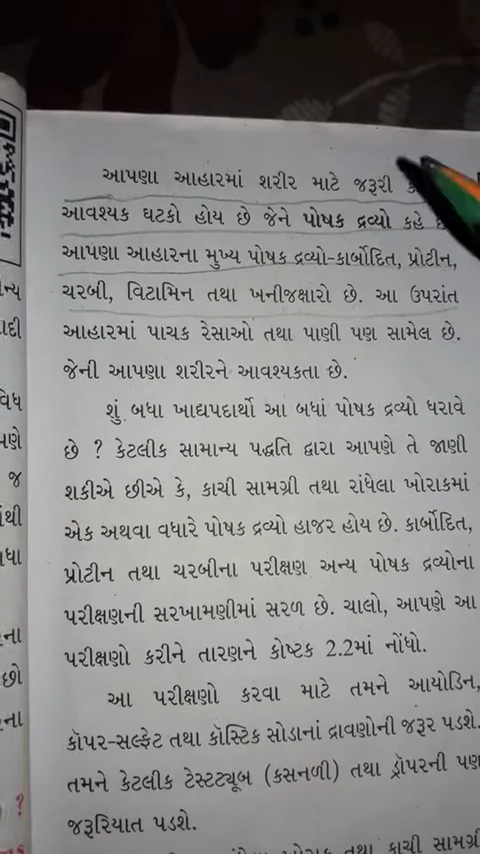 આપણા આહારમાં શરીર માટે જરૂરી
આવશ્યક ઘટકો હોય છે જેને પોષક દ્રવ્યો કહે
આપણા આહારના મુખ્ય પોષક દ્રવ્યો-કાર્બોદિત, પ્રોટીન,
ચરબી, વિટામિન તથા ખનીજક્ષારો છે. આ ઉપરાંત
આહારમાં પાચક રેસાઓ તથા પાણી પણ સામેલ છે.
જેની આપણા શરીરને આવશ્યકતા છે.
શું બધા ખાદ્યપદાર્થો આ બધાં પોષક દ્રવ્યો ધરાવે
છે ? કેટલીક સામાન્ય પદ્ધતિ દ્વારા આપણે તે જાણી
શકીએ છીએ કે, કાચી સામગ્રી તથા રાંધેલા ખોરાકમાં
એક અથવા વધારે પોષક દ્રવ્યો હાજર હોય છે. કાર્બોદિત,
પ્રોટીન તથા ચરબીના પરીક્ષણ અન્ય પોષક દ્રવ્યોના
પરીક્ષણની સરખામણીમાં સરળ છે. ચાલો, આપણે આ
પરીક્ષણો કરીને તારણને કોષ્ટક 2.2માં નોંધો.
આ પરીક્ષણો કરવા માટે તમને આયોડિન,
કૉપર-સલ્ફેટ તથા કૉસ્ટિક સોડાનાં દ્રાવણોની જરૂર પડશે.
તમને કેટલીક ટેસ્ટટ્યૂબ (કસનળી) તથા ડ્રૉપરની પણ
જરૂરિયાત પડશે.
તથા કાચી સામગ્રી